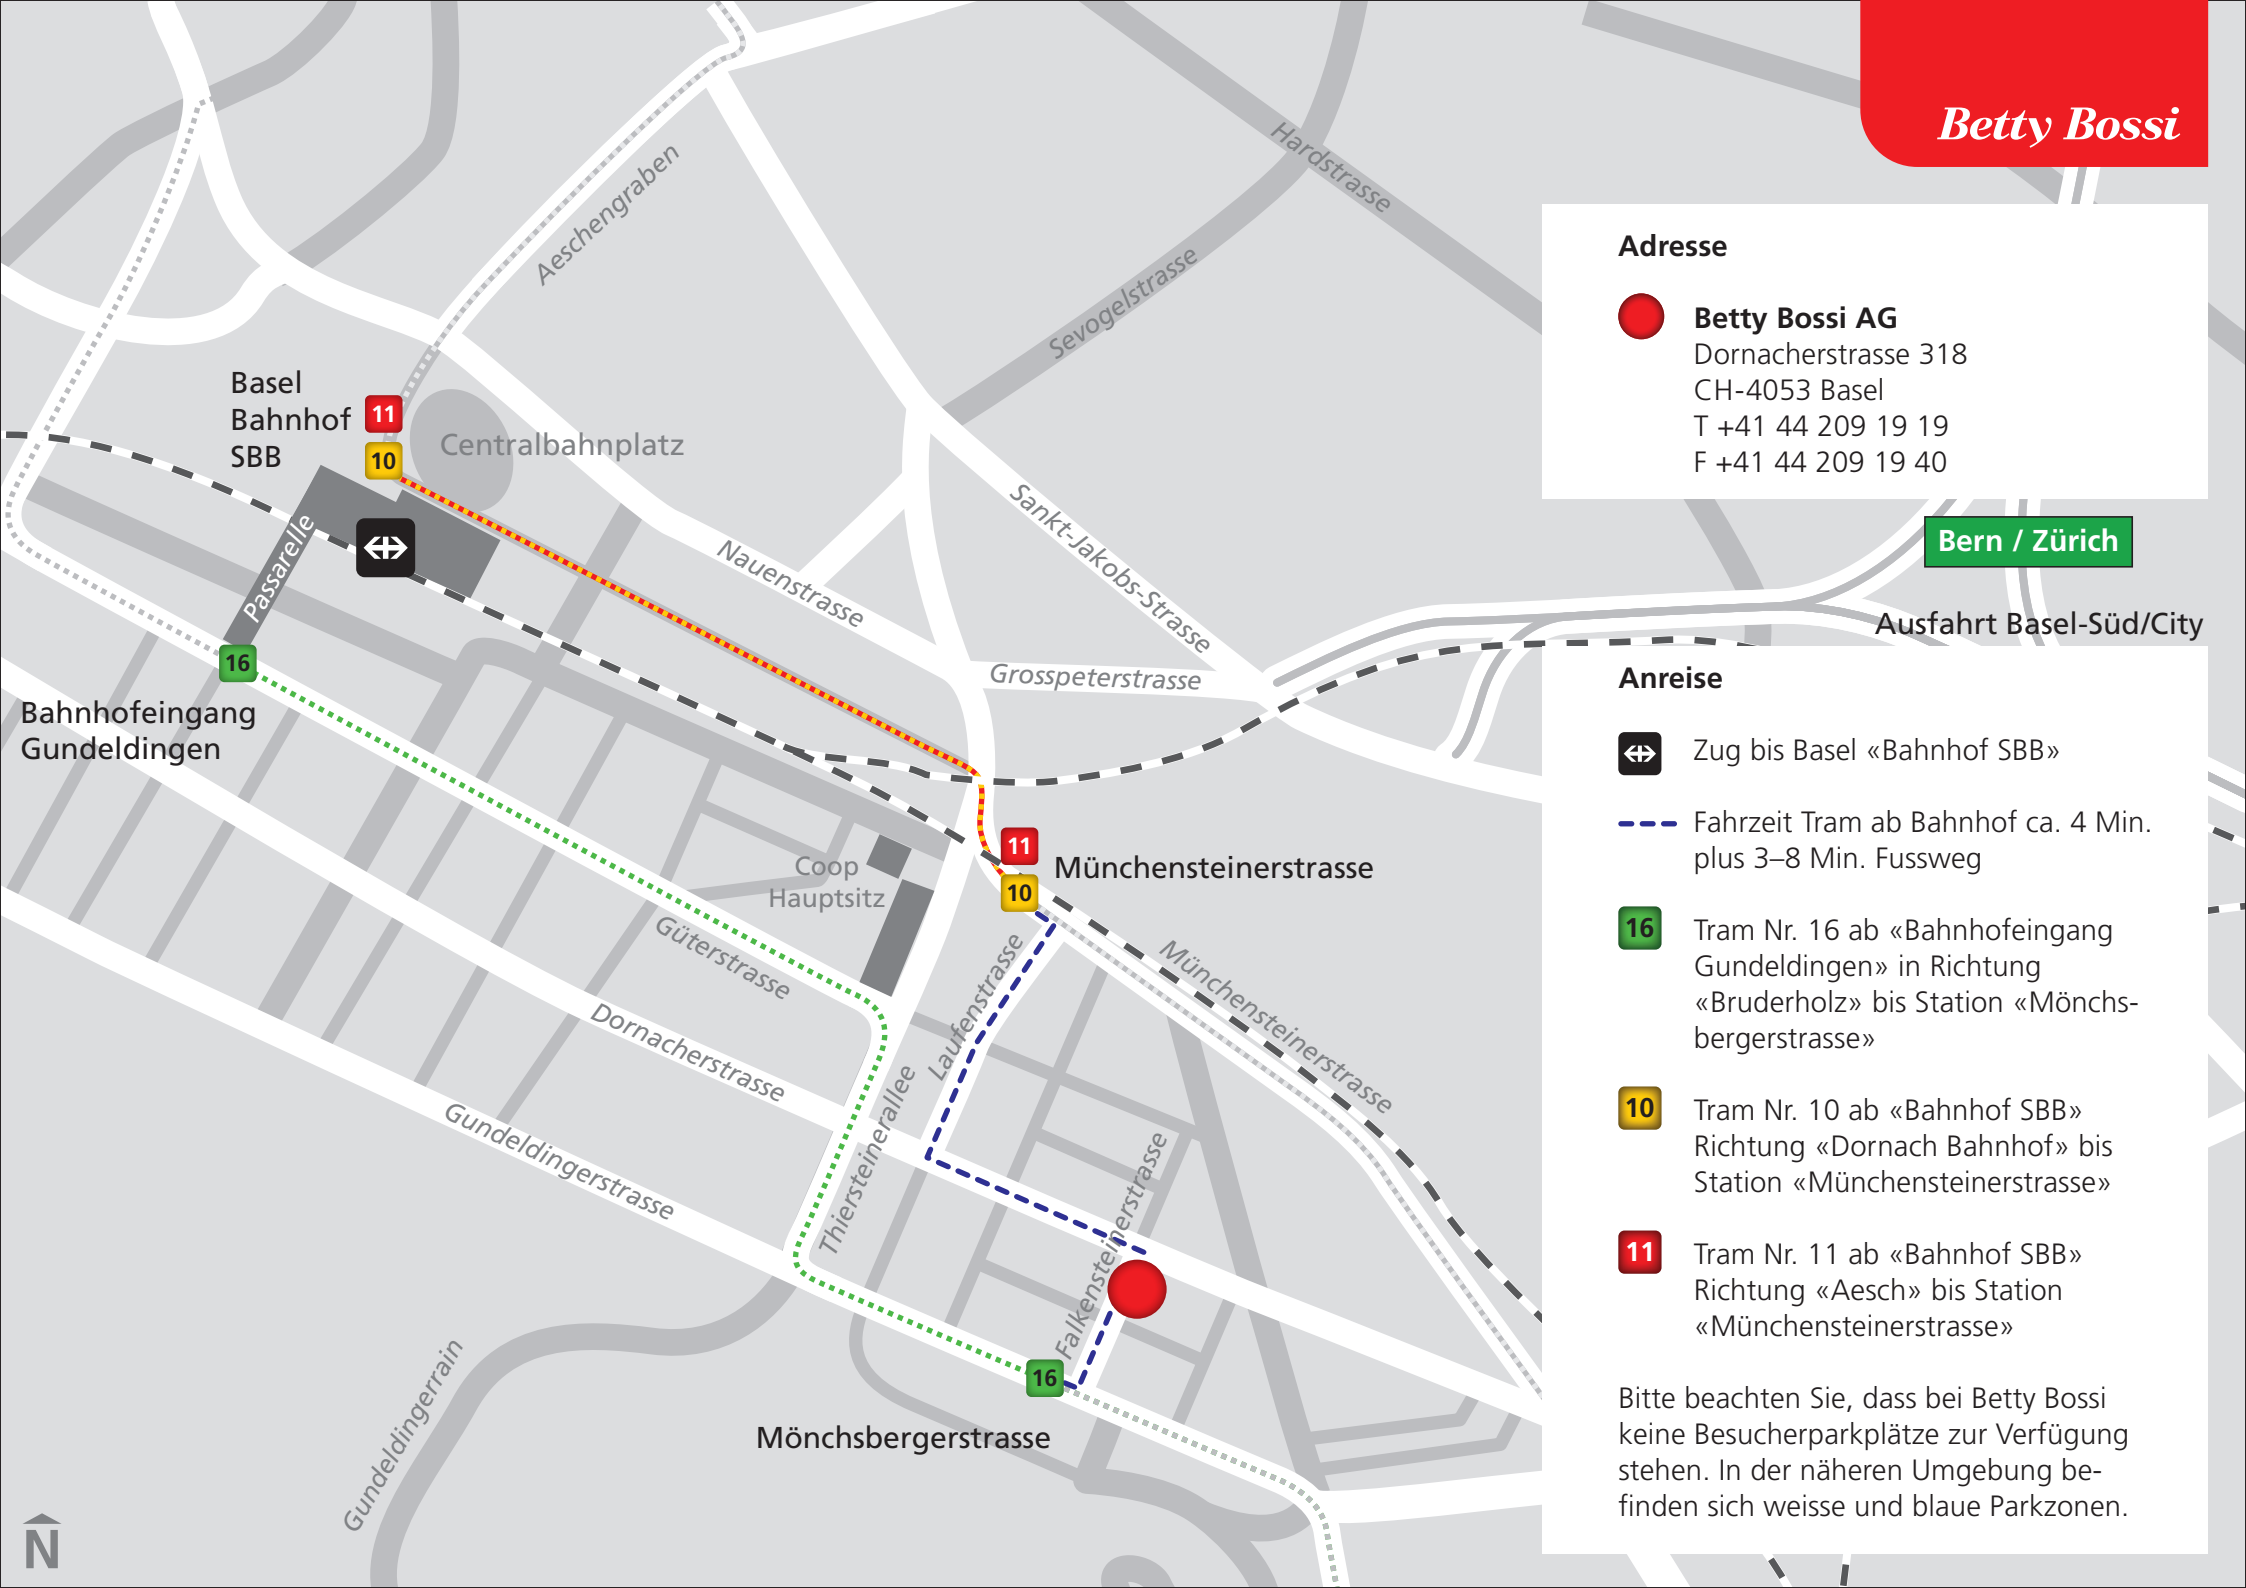 Betty Bossi
Adresse
Betty Bossi AG
Dornacherstrasse 318
CH-4053 Basel
T +41 44 209 19 19
F +41 44 209 19 40
Bern / Zürich
Ausfahrt Basel-Süd/City
Anreise
Zug bis Basel «Bahnhof SBB»
Fahrzeit Tram ab Bahnhof ca. 4 Min.
plus 3–8 Min. Fussweg
16 Tram Nr. 16 ab «Bahnhofeingang
Gundeldingen» in Richtung
«Bruderholz» bis Station «Mönchs-
bergerstrasse»
10 Tram Nr. 10 ab «Bahnhof SBB»
Richtung «Dornach Bahnhof» bis
Station «Münchensteinerstrasse»
11 Tram Nr. 11 ab «Bahnhof SBB»
Richtung «Aesch» bis Station
«Münchensteinerstrasse»
Bitte beachten Sie, dass bei Betty Bossi
keine Besucherparkplätze zur Verfügung
stehen. In der näheren Umgebung be-
finden sich weisse und blaue Parkzonen.
Hardstrasse
Aeschengraben
Sevogelstrasse
Basel
Bahnhof
SBB
11
10
Centralbahnplatz
Passarelle
Nauenstrasse
Sankt-Jakobs-Strasse
Grosspeterstrasse
16
Bahnhofeingang
Gundeldingen
11
10
Münchensteinerstrasse
Coop
Hauptsitz
Güterstrasse
Laufenstrasse
Münchensteinerstrasse
Dornacherstrasse
Gundeldingerstrasse
Thiersteinerallee
Falkensteinerstrasse
16
Mönchsbergerstrasse
Gundeldingerrain
N